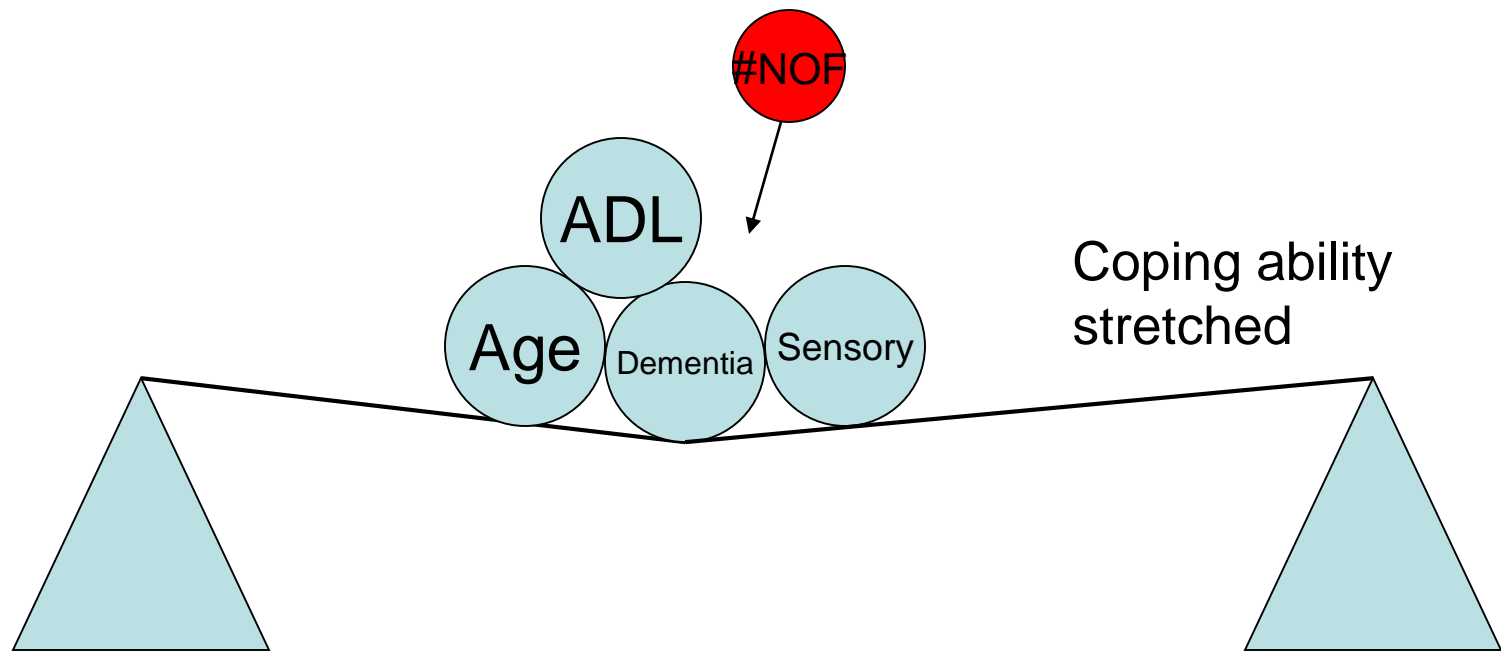 #NOF
ADL
Age
Dementia
Sensory
Coping ability
stretched